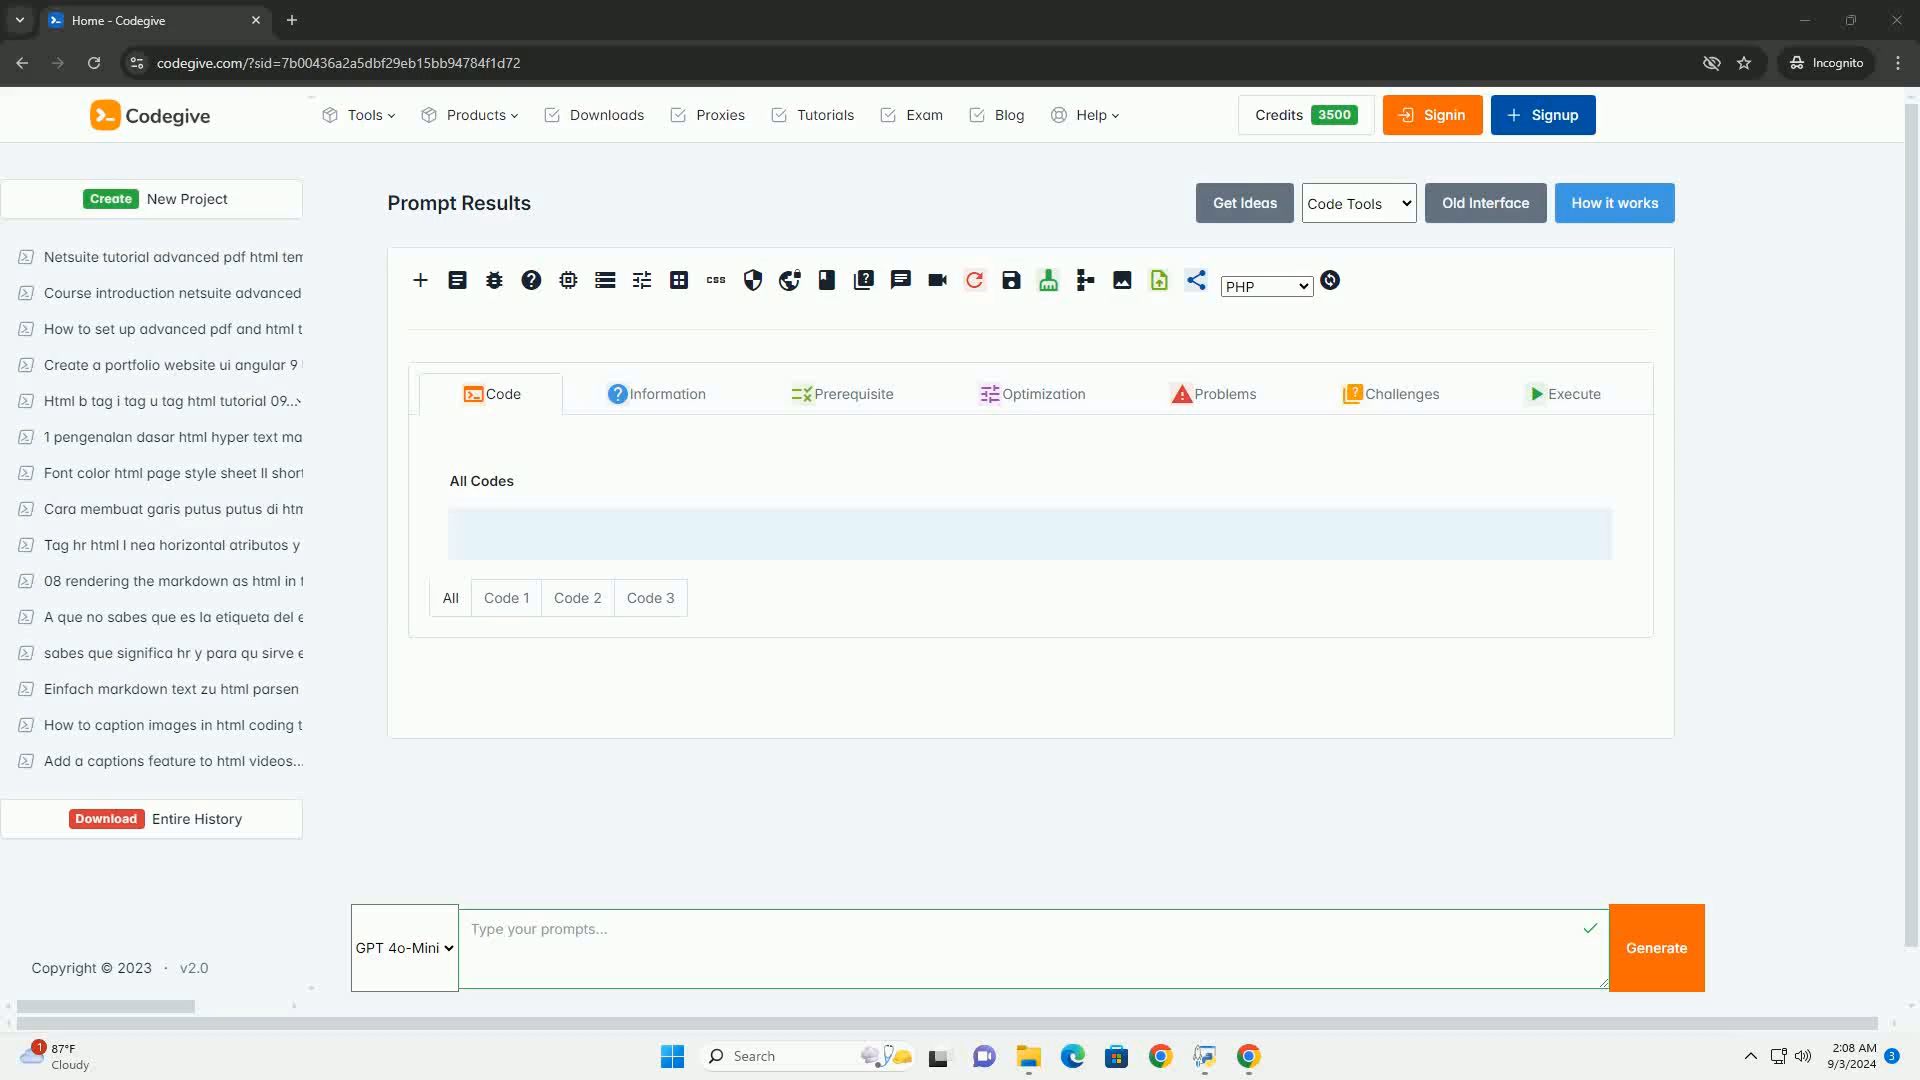 Home - Codegive
codegive.com/?sid=7b00436a2a5dbf29eb15bb94784f1d72
Incognito
Codegive
Tools
Products
Downloads
Proxies
Tutorials
Exam
Blog
Help
Credits 3500
Signin
Signup
Create New Project
Prompt Results
Get Ideas
Code Tools
Old Interface
How it works
Netsuite tutorial advanced pdf html tem
Course introduction netsuite advanced
How to set up advanced pdf and html t
Create a portfolio website ui angular 9
Html b tag i tag u tag html tutorial 09...
1 pengenalan dasar html hyper text ma
Font color html page style sheet ll short
Cara membuat garis putus putus di htm
Tag hr html l nea horizontal atributos y
08 rendering the markdown as html in
A que no sabes que es la etiqueta del e
sabes que significa hr y para qu sirve e
Einfach markdown text zu html parsen
How to caption images in html coding t
Add a captions feature to html videos...
Download Entire History
CSS
PHP
Code
Information
Prerequisite
Optimization
Problems
Challenges
Execute
All Codes
All
Code 1
Code 2
Code 3
GPT 4o-Mini
Type your prompts...
Generate
Copyright © 2023 · v2.0
1
87°F
Cloudy
Search
2:08 AM
9/3/2024
3